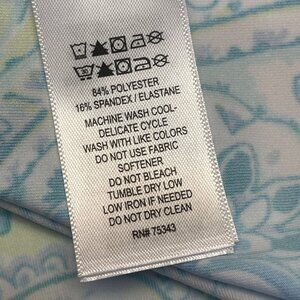 84% POLYESTER
16% SPANDEX / ELASTANE
MACHINE WASH COOL-
DELICATE CYCLE
WASH WITH LIKE COLORS
DO NOT USE FABRIC
SOFTENER
DO NOT BLEACH
TUMBLE DRY LOW
LOW IRON IF NEEDED
DO NOT DRY CLEAN
RN# 75343